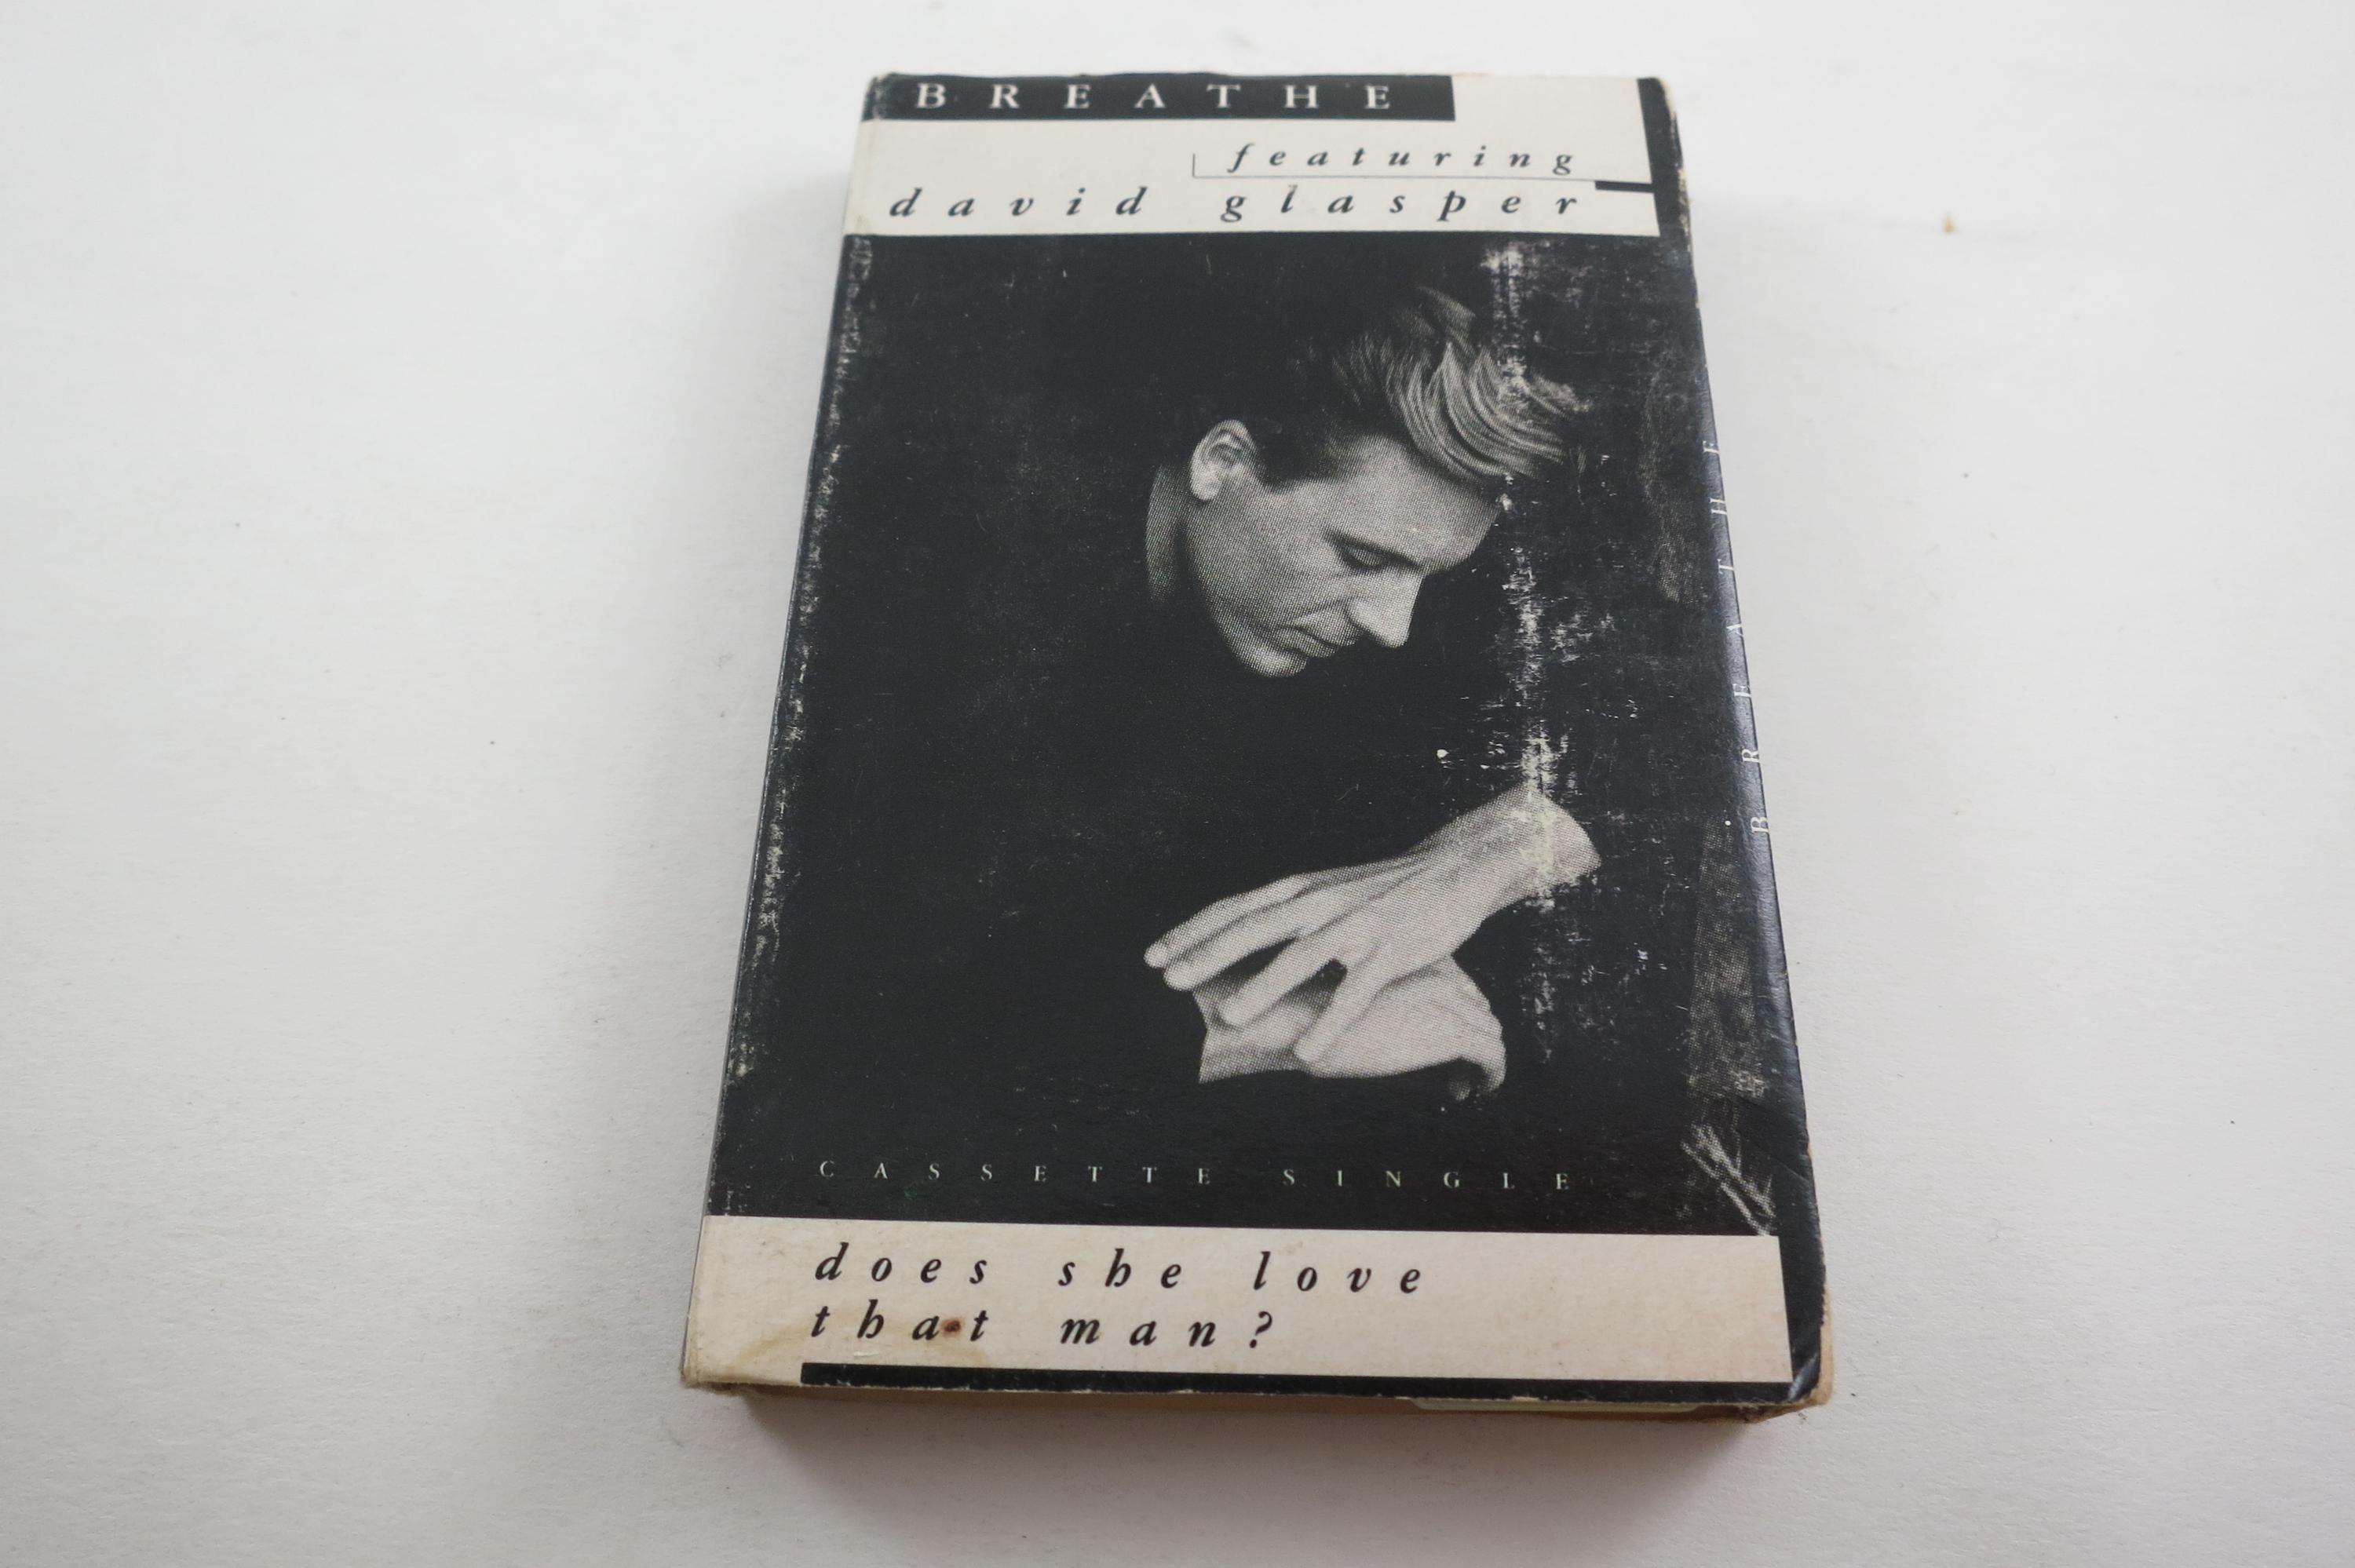 BREATHE
featuring
david glasper
BREATHE
CASSETTE SINGLE
does she love
that man?